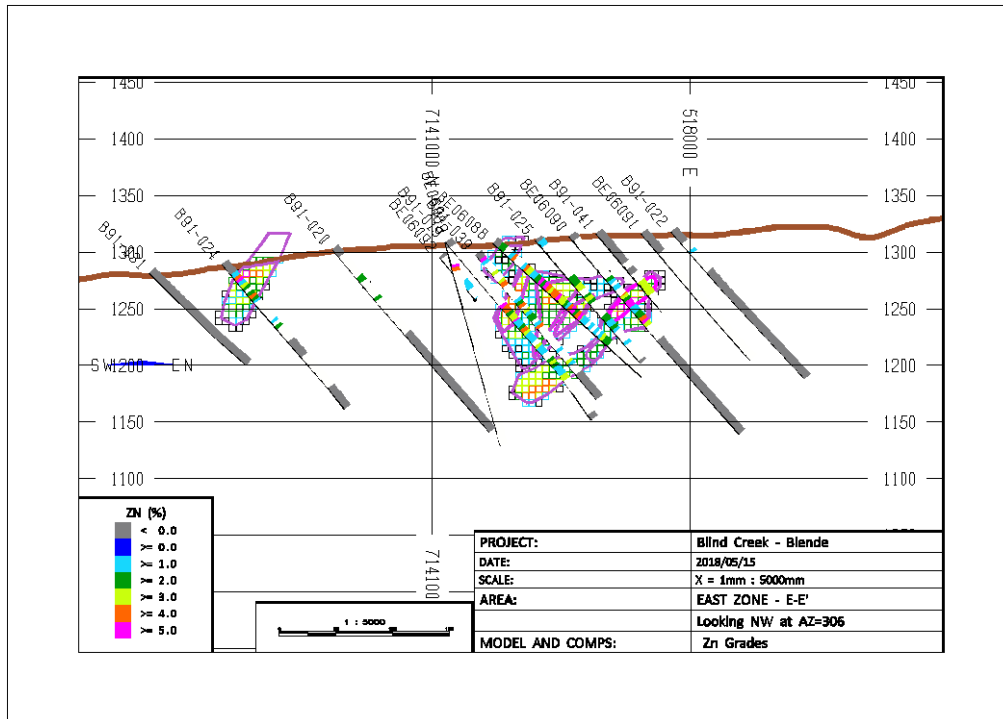 1450 1450
1400 1400
1350 1350
1300 1300
1250 1250
1200 1200
1150 1150
1100 1100
7141000 N
518000 E
B91-024
B91-020
B91-019
BE06088
B91-025
BE06090
B91-041
BE06091
B91-022
SW
EN
714100
ZN (%)
< 0.0
>= 0.0
>= 1.0
>= 2.0
>= 3.0
>= 4.0
>= 5.0
1 : 5000
PROJECT: Blind Creek - Blende
DATE: 2018/05/15
SCALE: X = 1mm : 5000mm
AREA: EAST ZONE - E-E'
Looking NW at AZ=306
MODEL AND COMPS: Zn Grades